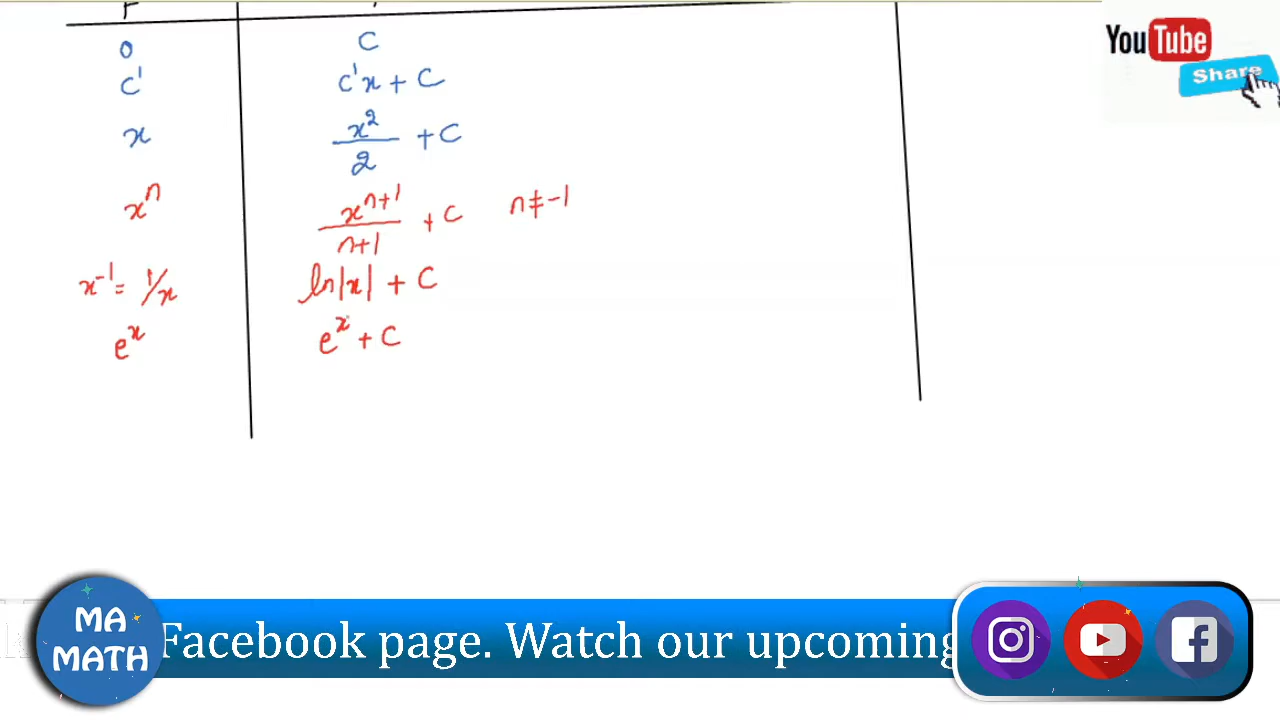 0 C
C' C'x + C
x x²/2 + C
xⁿ xⁿ⁺¹/n+1 + C n≠-1
x⁻¹ = 1/x ln|x| + C
eˣ eˣ + C
YouTube
Share
MA
MATH
Facebook page. Watch our upcoming